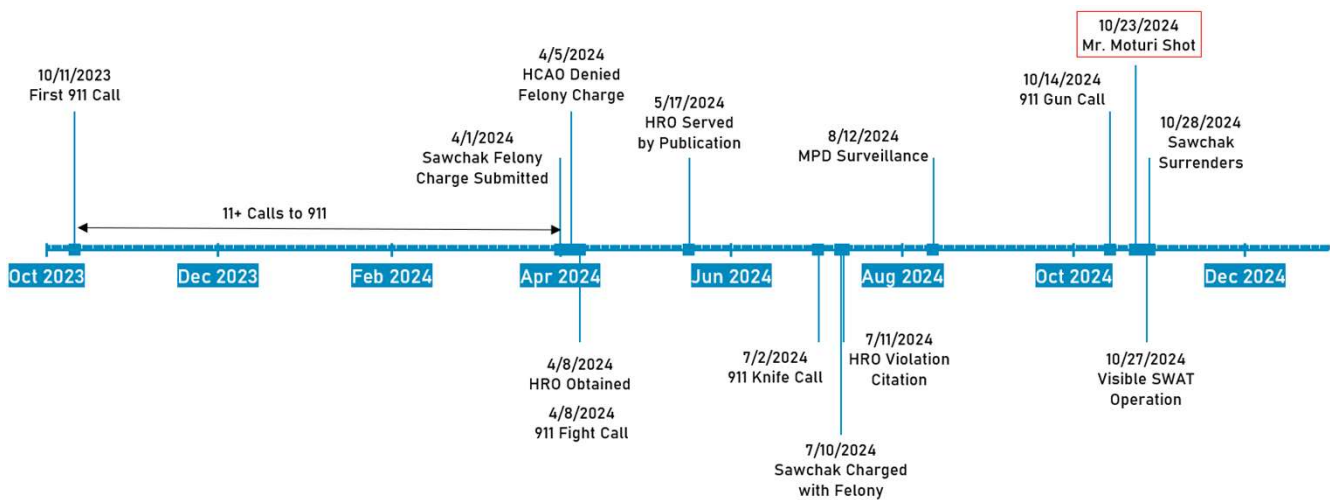 10/23/2024
Mr. Moturi Shot
10/11/2023
First 911 Call
4/5/2024
HCAO Denied
Felony Charge
10/14/2024
911 Gun Call
5/17/2024
HRO Served
by Publication
4/1/2024
Sawchak Felony
Charge Submitted
8/12/2024
MPD Surveillance
10/28/2024
Sawchak
Surrenders
11+ Calls to 911
Oct 2023
Dec 2023
Feb 2024
Apr 2024
Jun 2024
Aug 2024
Oct 2024
Dec 2024
4/8/2024
HRO Obtained
4/8/2024
911 Fight Call
7/2/2024
911 Knife Call
7/11/2024
HRO Violation
Citation
10/27/2024
Visible SWAT
Operation
7/10/2024
Sawchak Charged
with Felony